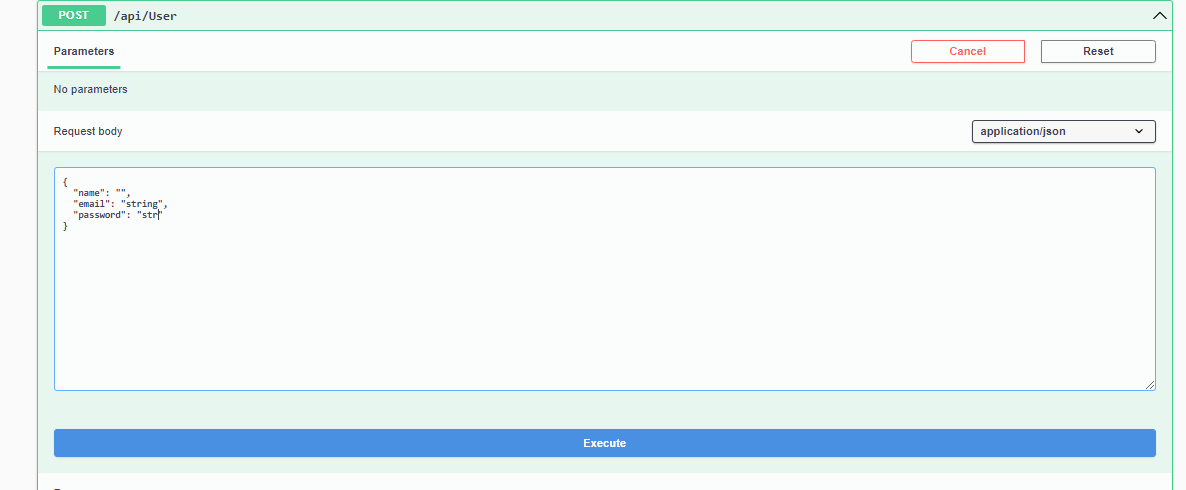 POST /api/User
Parameters Cancel Reset
No parameters
Request body application/json
{
  "name": "",
  "email": "string",
  "password": "str"
}
Execute